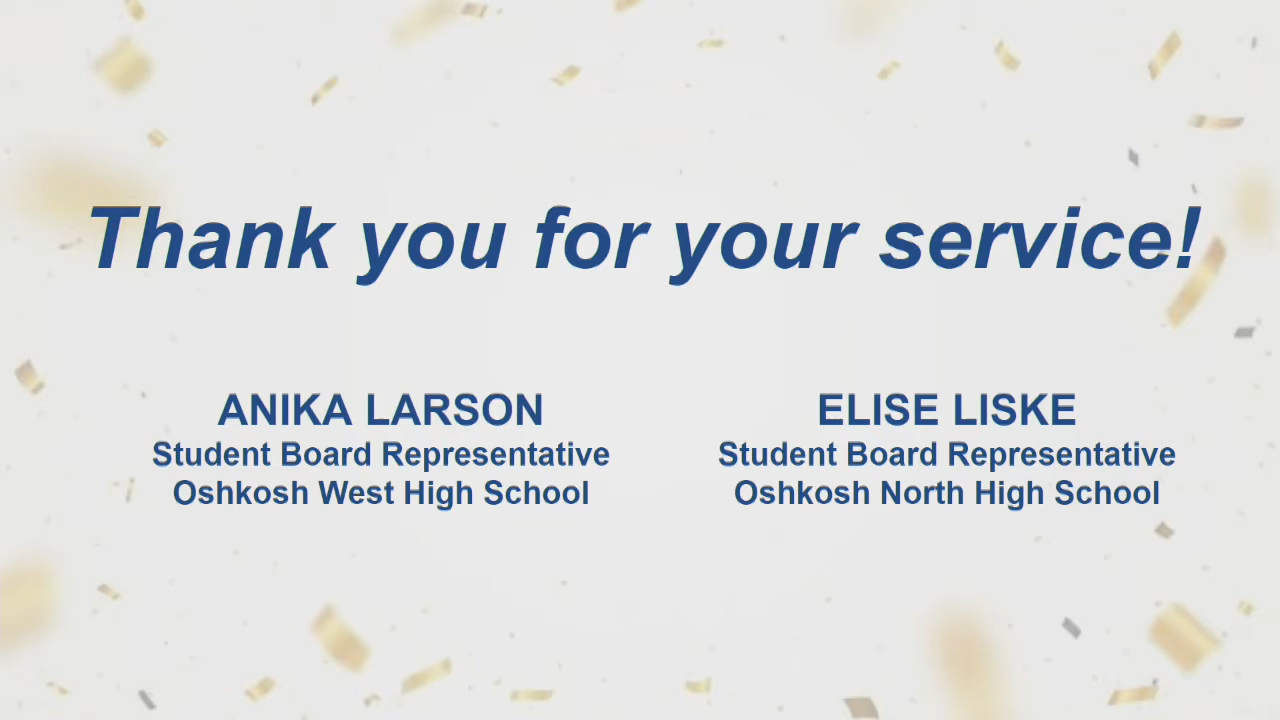 Thank you for your service!
ANIKA LARSON
Student Board Representative
Oshkosh West High School
ELISE LISKE
Student Board Representative
Oshkosh North High School